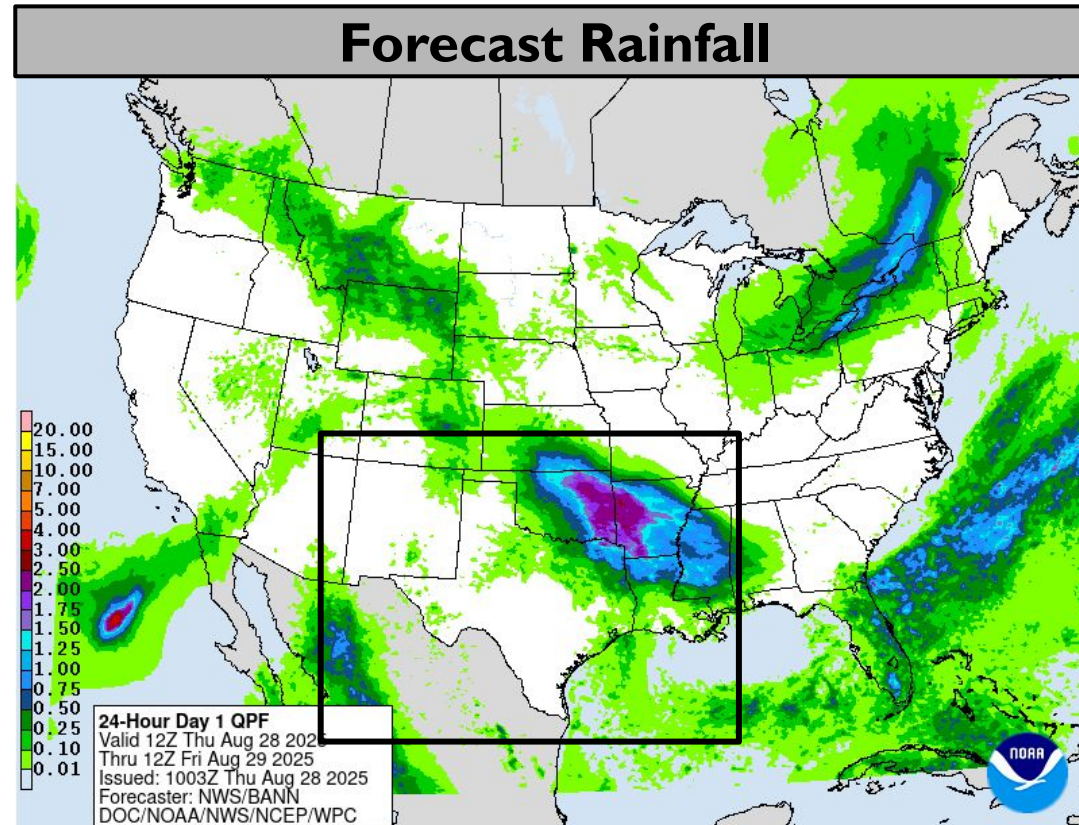 Forecast Rainfall
20.00
15.00
10.00
7.00
5.00
4.00
3.00
2.50
2.00
1.75
1.50
1.25
1.00
0.75
0.50
0.25
0.10
0.01
24-Hour Day 1 QPF
Valid 12Z Thu Aug 28 2025
Thru 12Z Fri Aug 29 2025
Issued: 1003Z Thu Aug 28 2025
Forecaster: NWS/BANN
DOC/NOAA/NWS/NCEP/WPC
NOAA